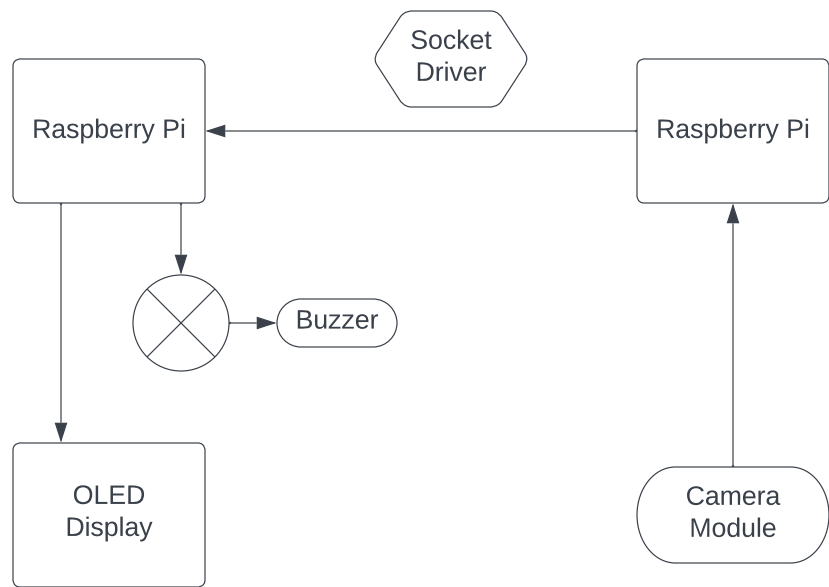 Socket
Driver
Raspberry Pi
Raspberry Pi
Buzzer
OLED
Display
Camera
Module